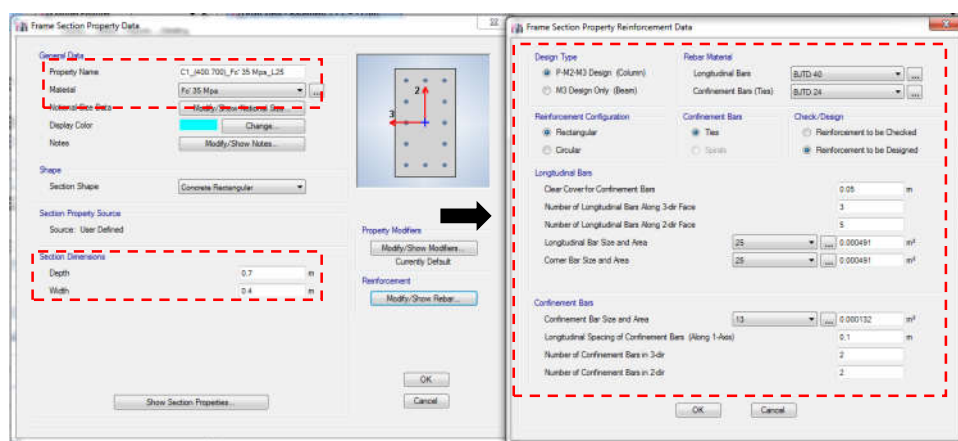 Frame Section Property Data
General Data
Property Name C1_(400.700)_Fc' 35 Mpa_L25
Material Fc' 35 Mpa ...
Notional Size Data Modify/Show Notional Size...
Display Color Change...
Notes Modify/Show Notes...
Shape
Section Shape Concrete Rectangular
Section Property Source
Source: User Defined
Section Dimensions
Depth 0.7 m
Width 0.4 m
Show Section Properties...
2
3
Property Modifiers
Modify/Show Modifiers...
Currently Default
Reinforcement
Modify/Show Rebar...
OK
Cancel
Frame Section Property Reinforcement Data
Design Type
P-M2-M3 Design (Column)
M3 Design Only (Beam)
Rebar Material
Longitudinal Bars BJTD 40 ...
Confinement Bars (Ties) BJTD 24 ...
Reinforcement Configuration
Rectangular
Circular
Confinement Bars
Ties
Spirals
Check/Design
Reinforcement to be Checked
Reinforcement to be Designed
Longitudinal Bars
Clear Cover for Confinement Bars 0.05 m
Number of Longitudinal Bars Along 3-dir Face 3
Number of Longitudinal Bars Along 2-dir Face 5
Longitudinal Bar Size and Area 25 ... 0.000491 m²
Corner Bar Size and Area 25 ... 0.000491 m²
Confinement Bars
Confinement Bar Size and Area 13 ... 0.000132 m²
Longitudinal Spacing of Confinement Bars (Along 1-Axis) 0.1 m
Number of Confinement Bars in 3-dir 2
Number of Confinement Bars in 2-dir 2
OK Cancel